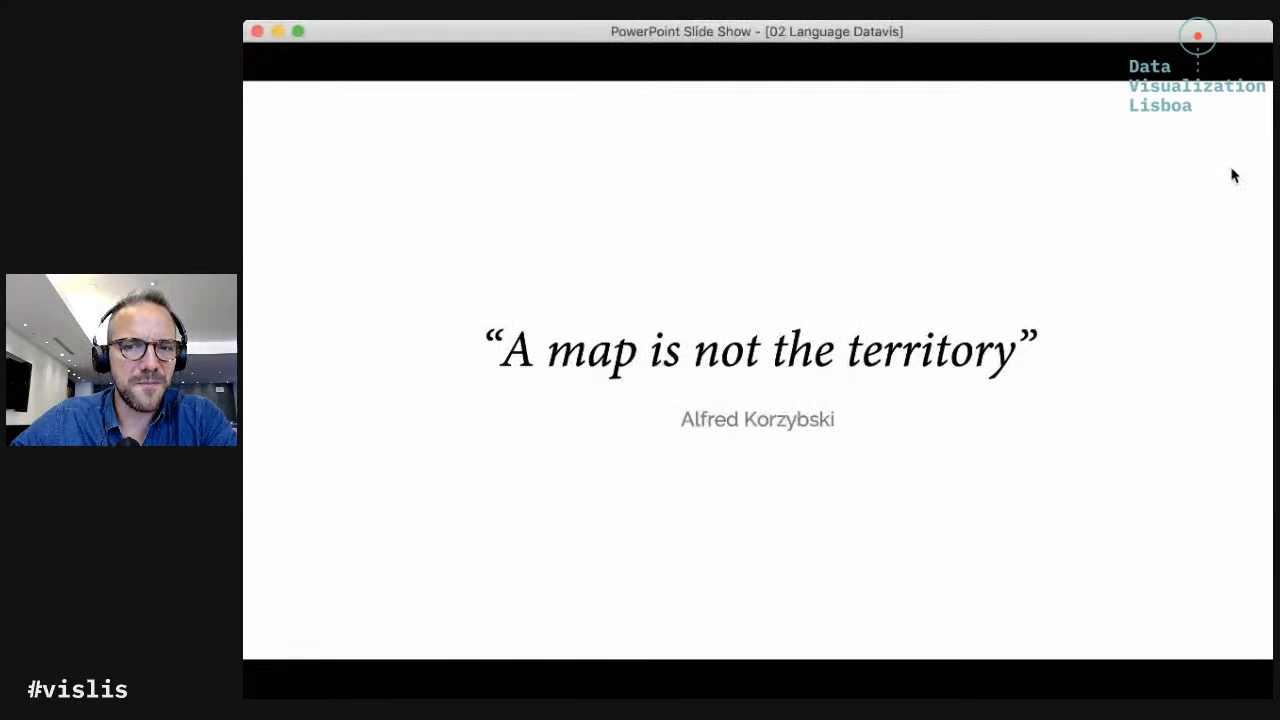 PowerPoint Slide Show - [02 Language Datavis]
Data
Visualization
Lisboa
“A map is not the territory”
Alfred Korzybski
#vislis